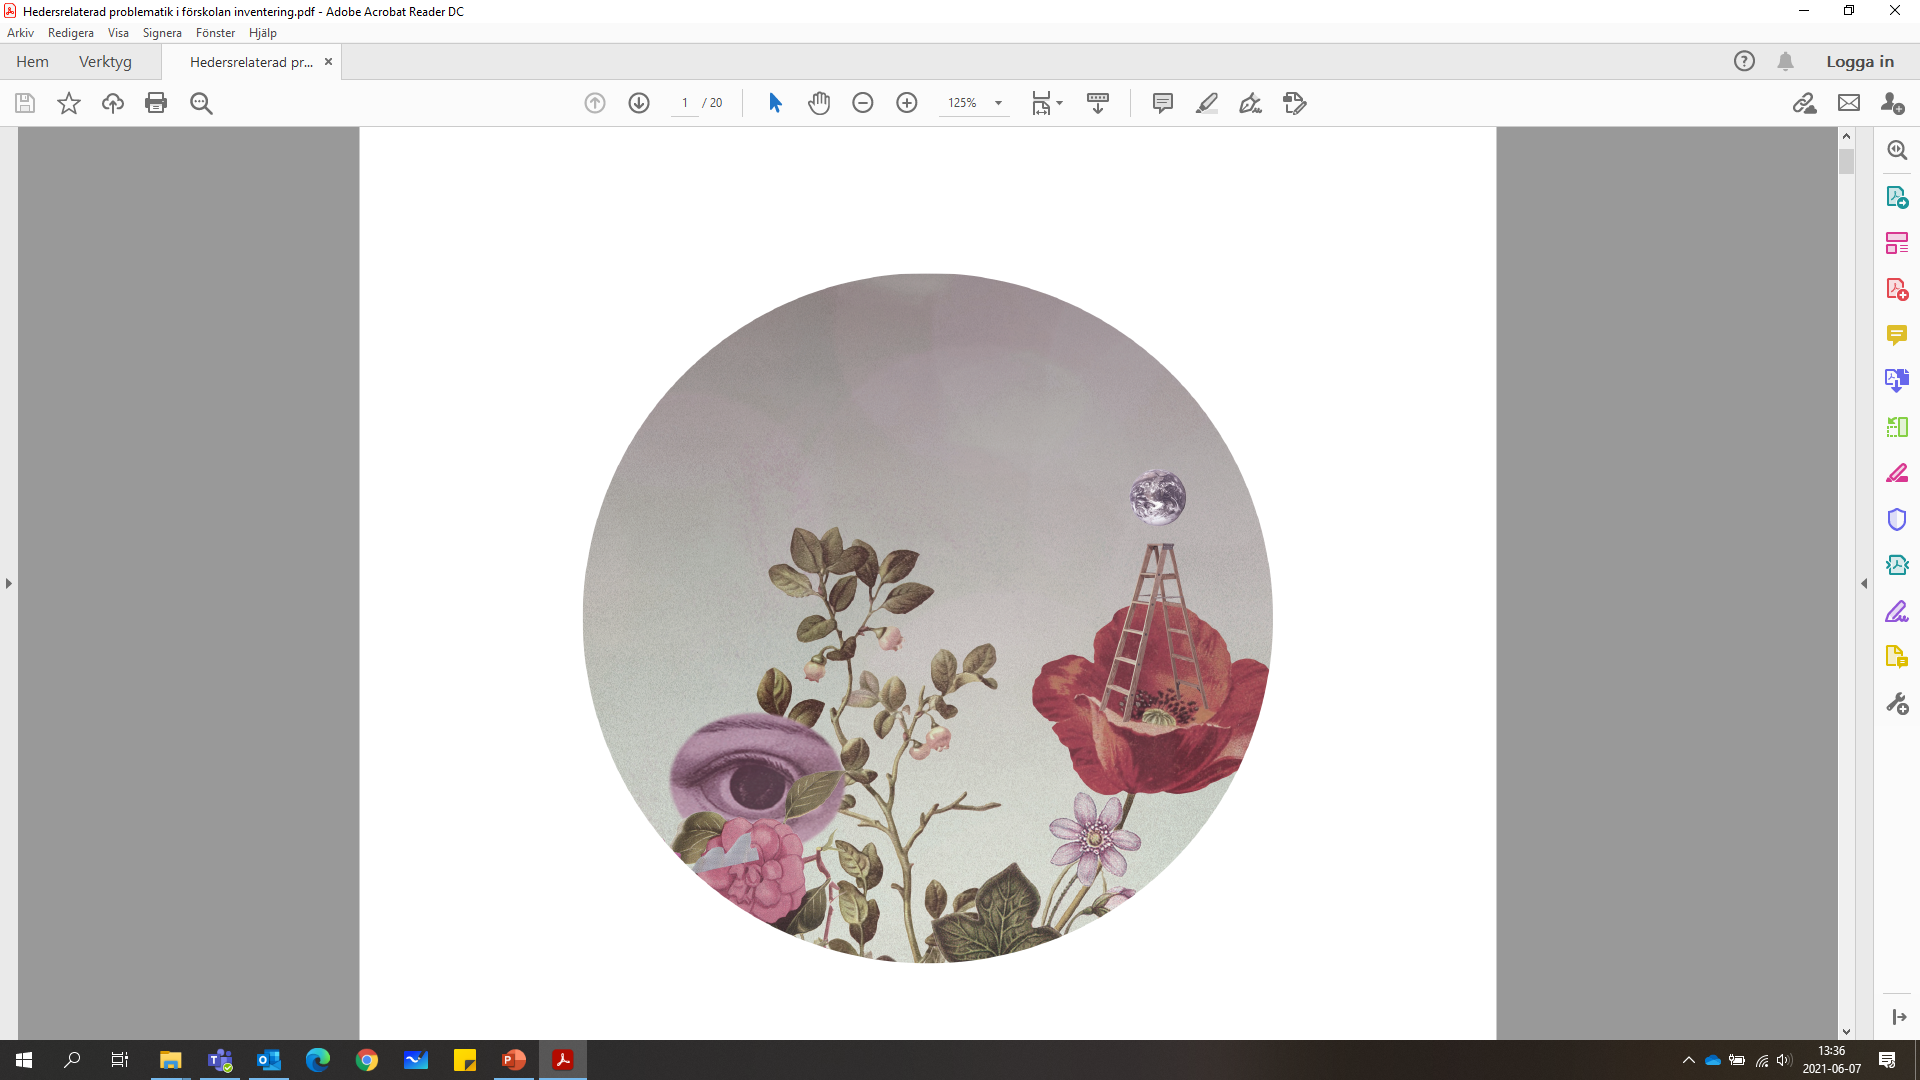 Hedersrelaterad problematik i förskolan inventering.pdf - Adobe Acrobat Reader DC
Arkiv Redigera Visa Signera Fönster Hjälp
Hem Verktyg Hedersrelaterad pr... Logga in
1 / 20 125%
13:36
2021-06-07